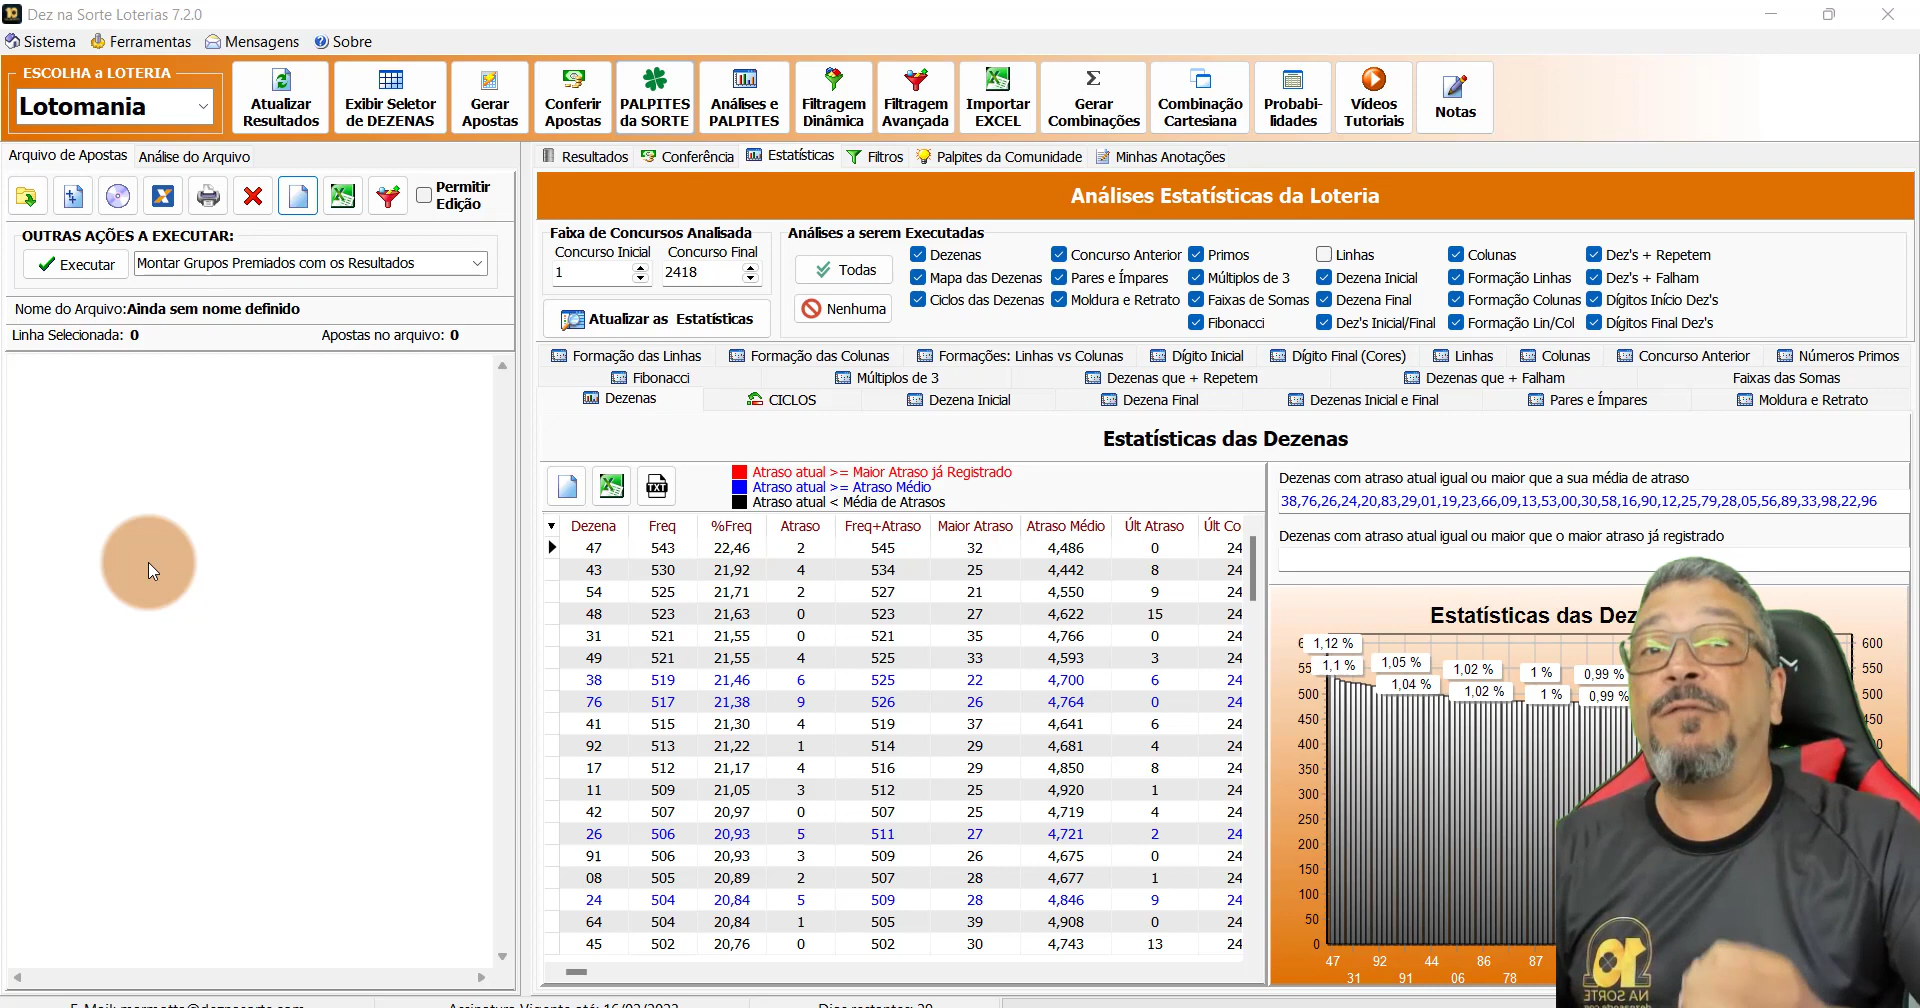 Dez na Sorte Loterias 7.2.0
Sistema Ferramentas Mensagens Sobre
ESCOLHA a LOTERIA
Lotomania
Atualizar Resultados
Exibir Seletor de DEZENAS
Gerar Apostas
Conferir Apostas
PALPITES da SORTE
Análises e PALPITES
Filtragem Dinâmica
Filtragem Avançada
Importar EXCEL
Σ Gerar Combinações
Combinação Cartesiana
Probabi-lidades
Vídeos Tutoriais
Notas
Arquivo de Apostas Análise do Arquivo
Permitir Edição
OUTRAS AÇÕES A EXECUTAR:
Executar Montar Grupos Premiados com os Resultados
Nome do Arquivo:Ainda sem nome definido
Linha Selecionada: 0 Apostas no arquivo: 0
Resultados Conferência Estatísticas Filtros Palpites da Comunidade Minhas Anotações
Análises Estatísticas da Loteria
Faixa de Concursos Analisada
Concurso Inicial Concurso Final
1 2418
Atualizar as Estatísticas
Análises a serem Executadas
Todas
Nenhuma
Dezenas Concurso Anterior Primos Linhas Colunas Dez's + Repetem
Mapa das Dezenas Pares e Ímpares Múltiplos de 3 Dezena Inicial Formação Linhas Dez's + Falham
Ciclos das Dezenas Moldura e Retrato Faixas de Somas Dezena Final Formação Colunas Dígitos Início Dez's
Fibonacci Dez's Inicial/Final Formação Lin/Col Dígitos Final Dez's
Formação das Linhas Formação das Colunas Formações: Linhas vs Colunas Dígito Inicial Dígito Final (Cores) Linhas Colunas Concurso Anterior Números Primos
Fibonacci Múltiplos de 3 Dezenas que + Repetem Dezenas que + Falham Faixas das Somas
Dezenas CICLOS Dezena Inicial Dezena Final Dezenas Inicial e Final Pares e Ímpares Moldura e Retrato
Estatísticas das Dezenas
TXT
Atraso atual >= Maior Atraso já Registrado
Atraso atual >= Atraso Médio
Atraso atual < Média de Atrasos
Dezena Freq %Freq Atraso Freq+Atraso Maior Atraso Atraso Médio Últ Atraso Últ Co
47 543 22,46 2 545 32 4,486 0 24
43 530 21,92 4 534 25 4,442 8 24
54 525 21,71 2 527 21 4,550 9 24
48 523 21,63 0 523 27 4,622 15 24
31 521 21,55 0 521 35 4,766 0 24
49 521 21,55 4 525 33 4,593 3 24
38 519 21,46 6 525 22 4,700 6 24
76 517 21,38 9 526 26 4,764 0 24
41 515 21,30 4 519 37 4,641 6 24
92 513 21,22 1 514 29 4,681 4 24
17 512 21,17 4 516 29 4,850 8 24
11 509 21,05 3 512 25 4,920 1 24
42 507 20,97 0 507 25 4,719 4 24
26 506 20,93 5 511 27 4,721 2 24
91 506 20,93 3 509 26 4,675 0 24
08 505 20,89 2 507 28 4,677 1 24
24 504 20,84 5 509 28 4,846 9 24
64 504 20,84 1 505 39 4,908 0 24
45 502 20,76 0 502 30 4,743 13 24
Dezenas com atraso atual igual ou maior que a sua média de atraso
38,76,26,24,20,83,29,01,19,23,66,09,13,53,00,30,58,16,90,12,25,79,28,05,56,89,33,98,22,96
Dezenas com atraso atual igual ou maior que o maior atraso já registrado
Estatísticas das Dez
1,12 % 600
1,1 % 1,05 % 1,02 % 1 % 0,99 % 550
500 1,04 % 1,02 % 1 % 0,99 % 500
450
400
350
300
250
200
150
100
50
0
47 92 44 86 87
31 91 06 78
NA SORTE